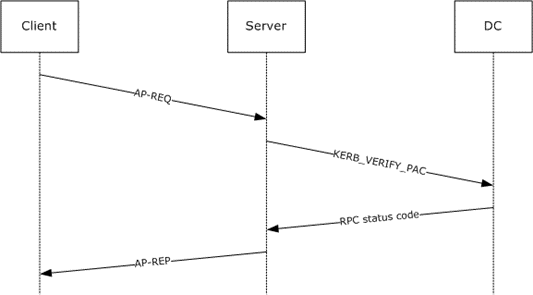 Client
Server
DC
AP-REQ
KERB_VERIFY_PAC
RPC status code
AP-REP